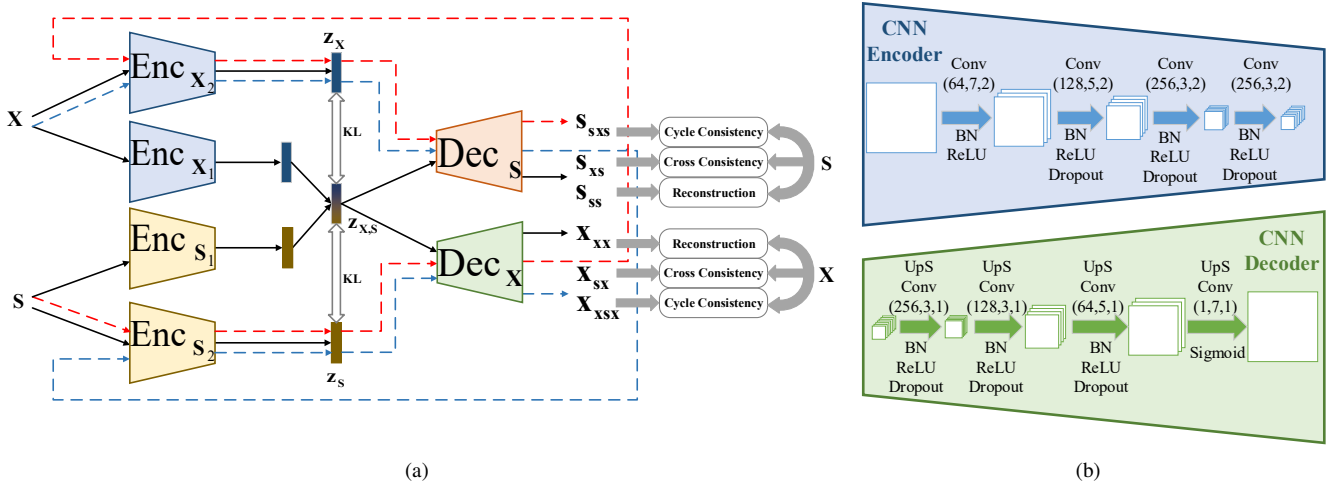 X
S
Enc X2
Enc X1
Enc S1
Enc S2
zX
KL
zX,S
KL
zS
Dec S
Dec X
s sxs
s xs
s ss
x xx
x sx
x xsx
Cycle Consistency
Cross Consistency
Reconstruction
S
Reconstruction
Cross Consistency
Cycle Consistency
X
(a)
CNN
Encoder
Conv
(64,7,2)
BN
ReLU
Conv
(128,5,2)
BN
ReLU
Dropout
Conv
(256,3,2)
BN
ReLU
Dropout
Conv
(256,3,2)
BN
ReLU
Dropout
CNN
Decoder
UpS
Conv
(256,3,1)
BN
ReLU
Dropout
UpS
Conv
(128,3,1)
BN
ReLU
Dropout
UpS
Conv
(64,5,1)
BN
ReLU
Dropout
UpS
Conv
(1,7,1)
Sigmoid
(b)